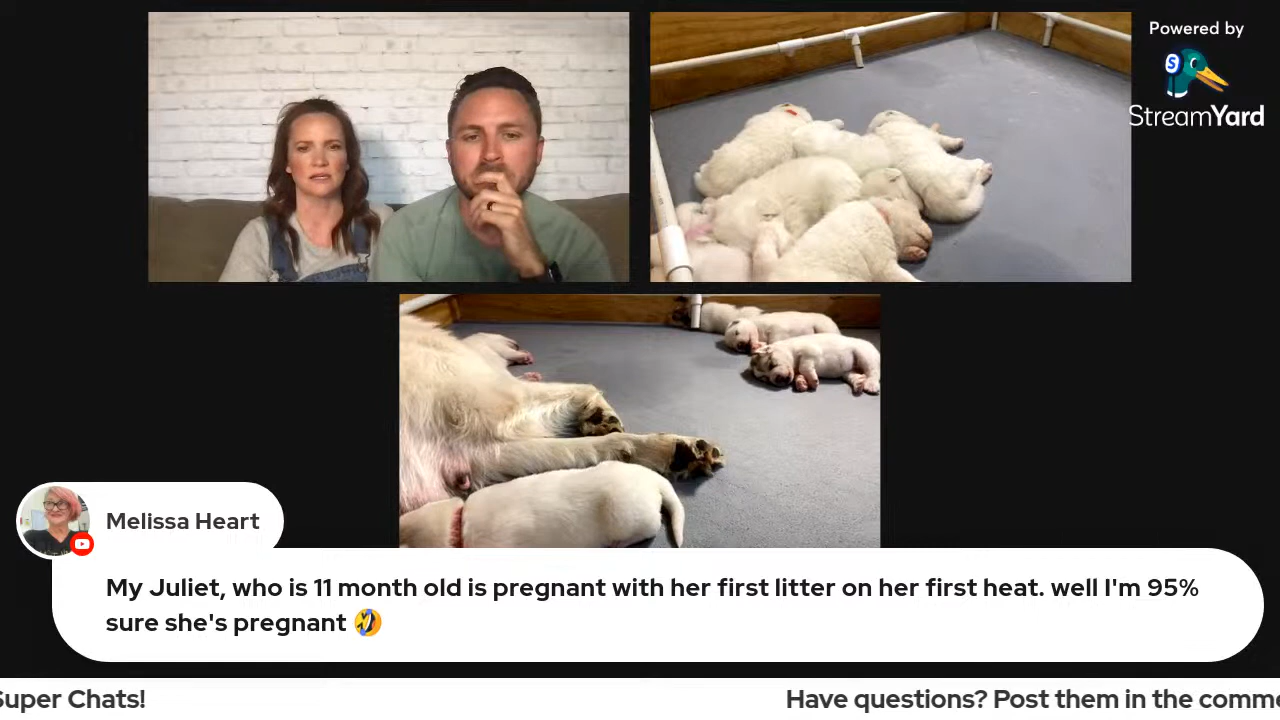 Powered by
StreamYard
Melissa Heart
My Juliet, who is 11 month old is pregnant with her first litter on her first heat. well I'm 95%
sure she's pregnant 🤣
Super Chats!
Have questions? Post them in the